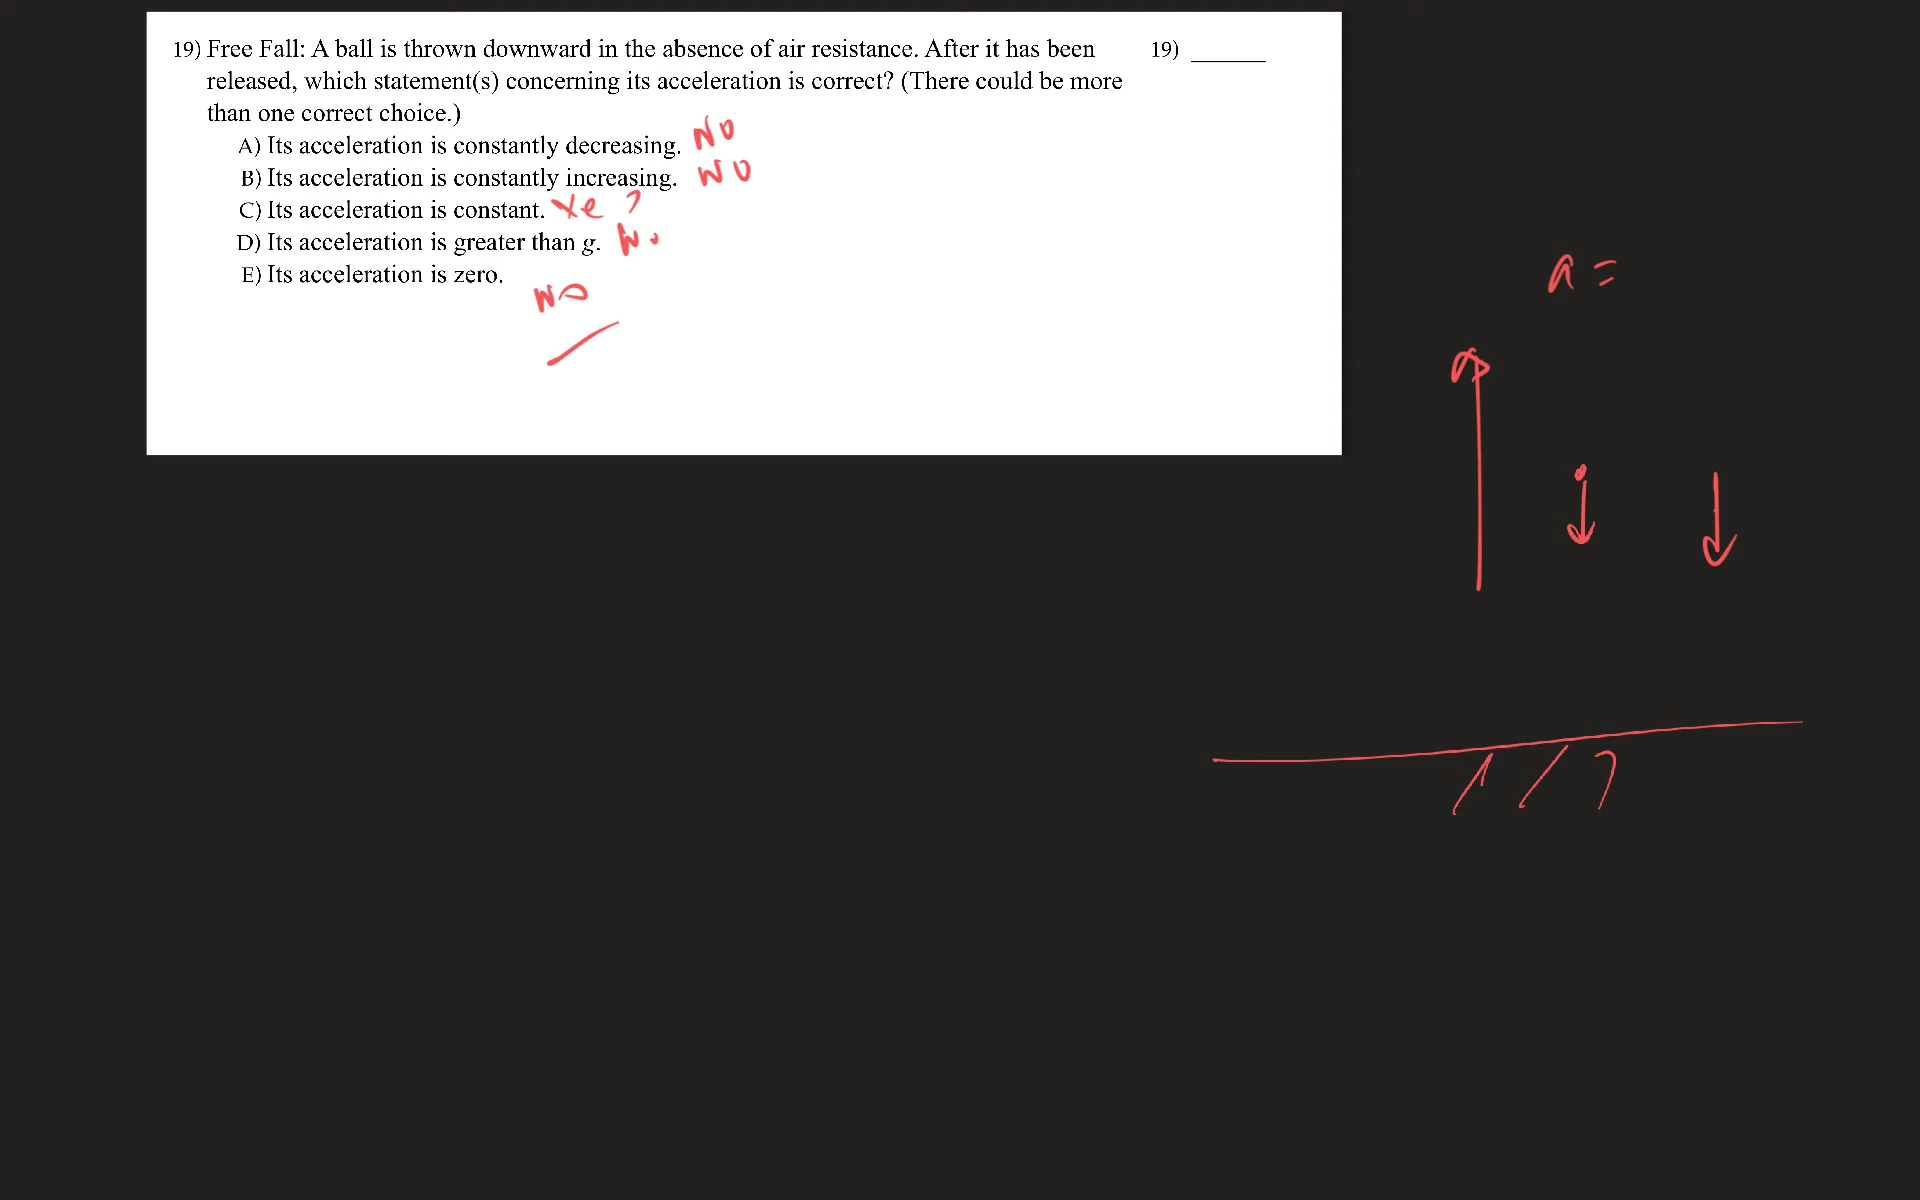 19) Free Fall: A ball is thrown downward in the absence of air resistance. After it has been 19) ______
released, which statement(s) concerning its acceleration is correct? (There could be more
than one correct choice.)
A) Its acceleration is constantly decreasing. NO
B) Its acceleration is constantly increasing. NO
C) Its acceleration is constant. Ye
D) Its acceleration is greater than g. No
E) Its acceleration is zero.
NO
a =